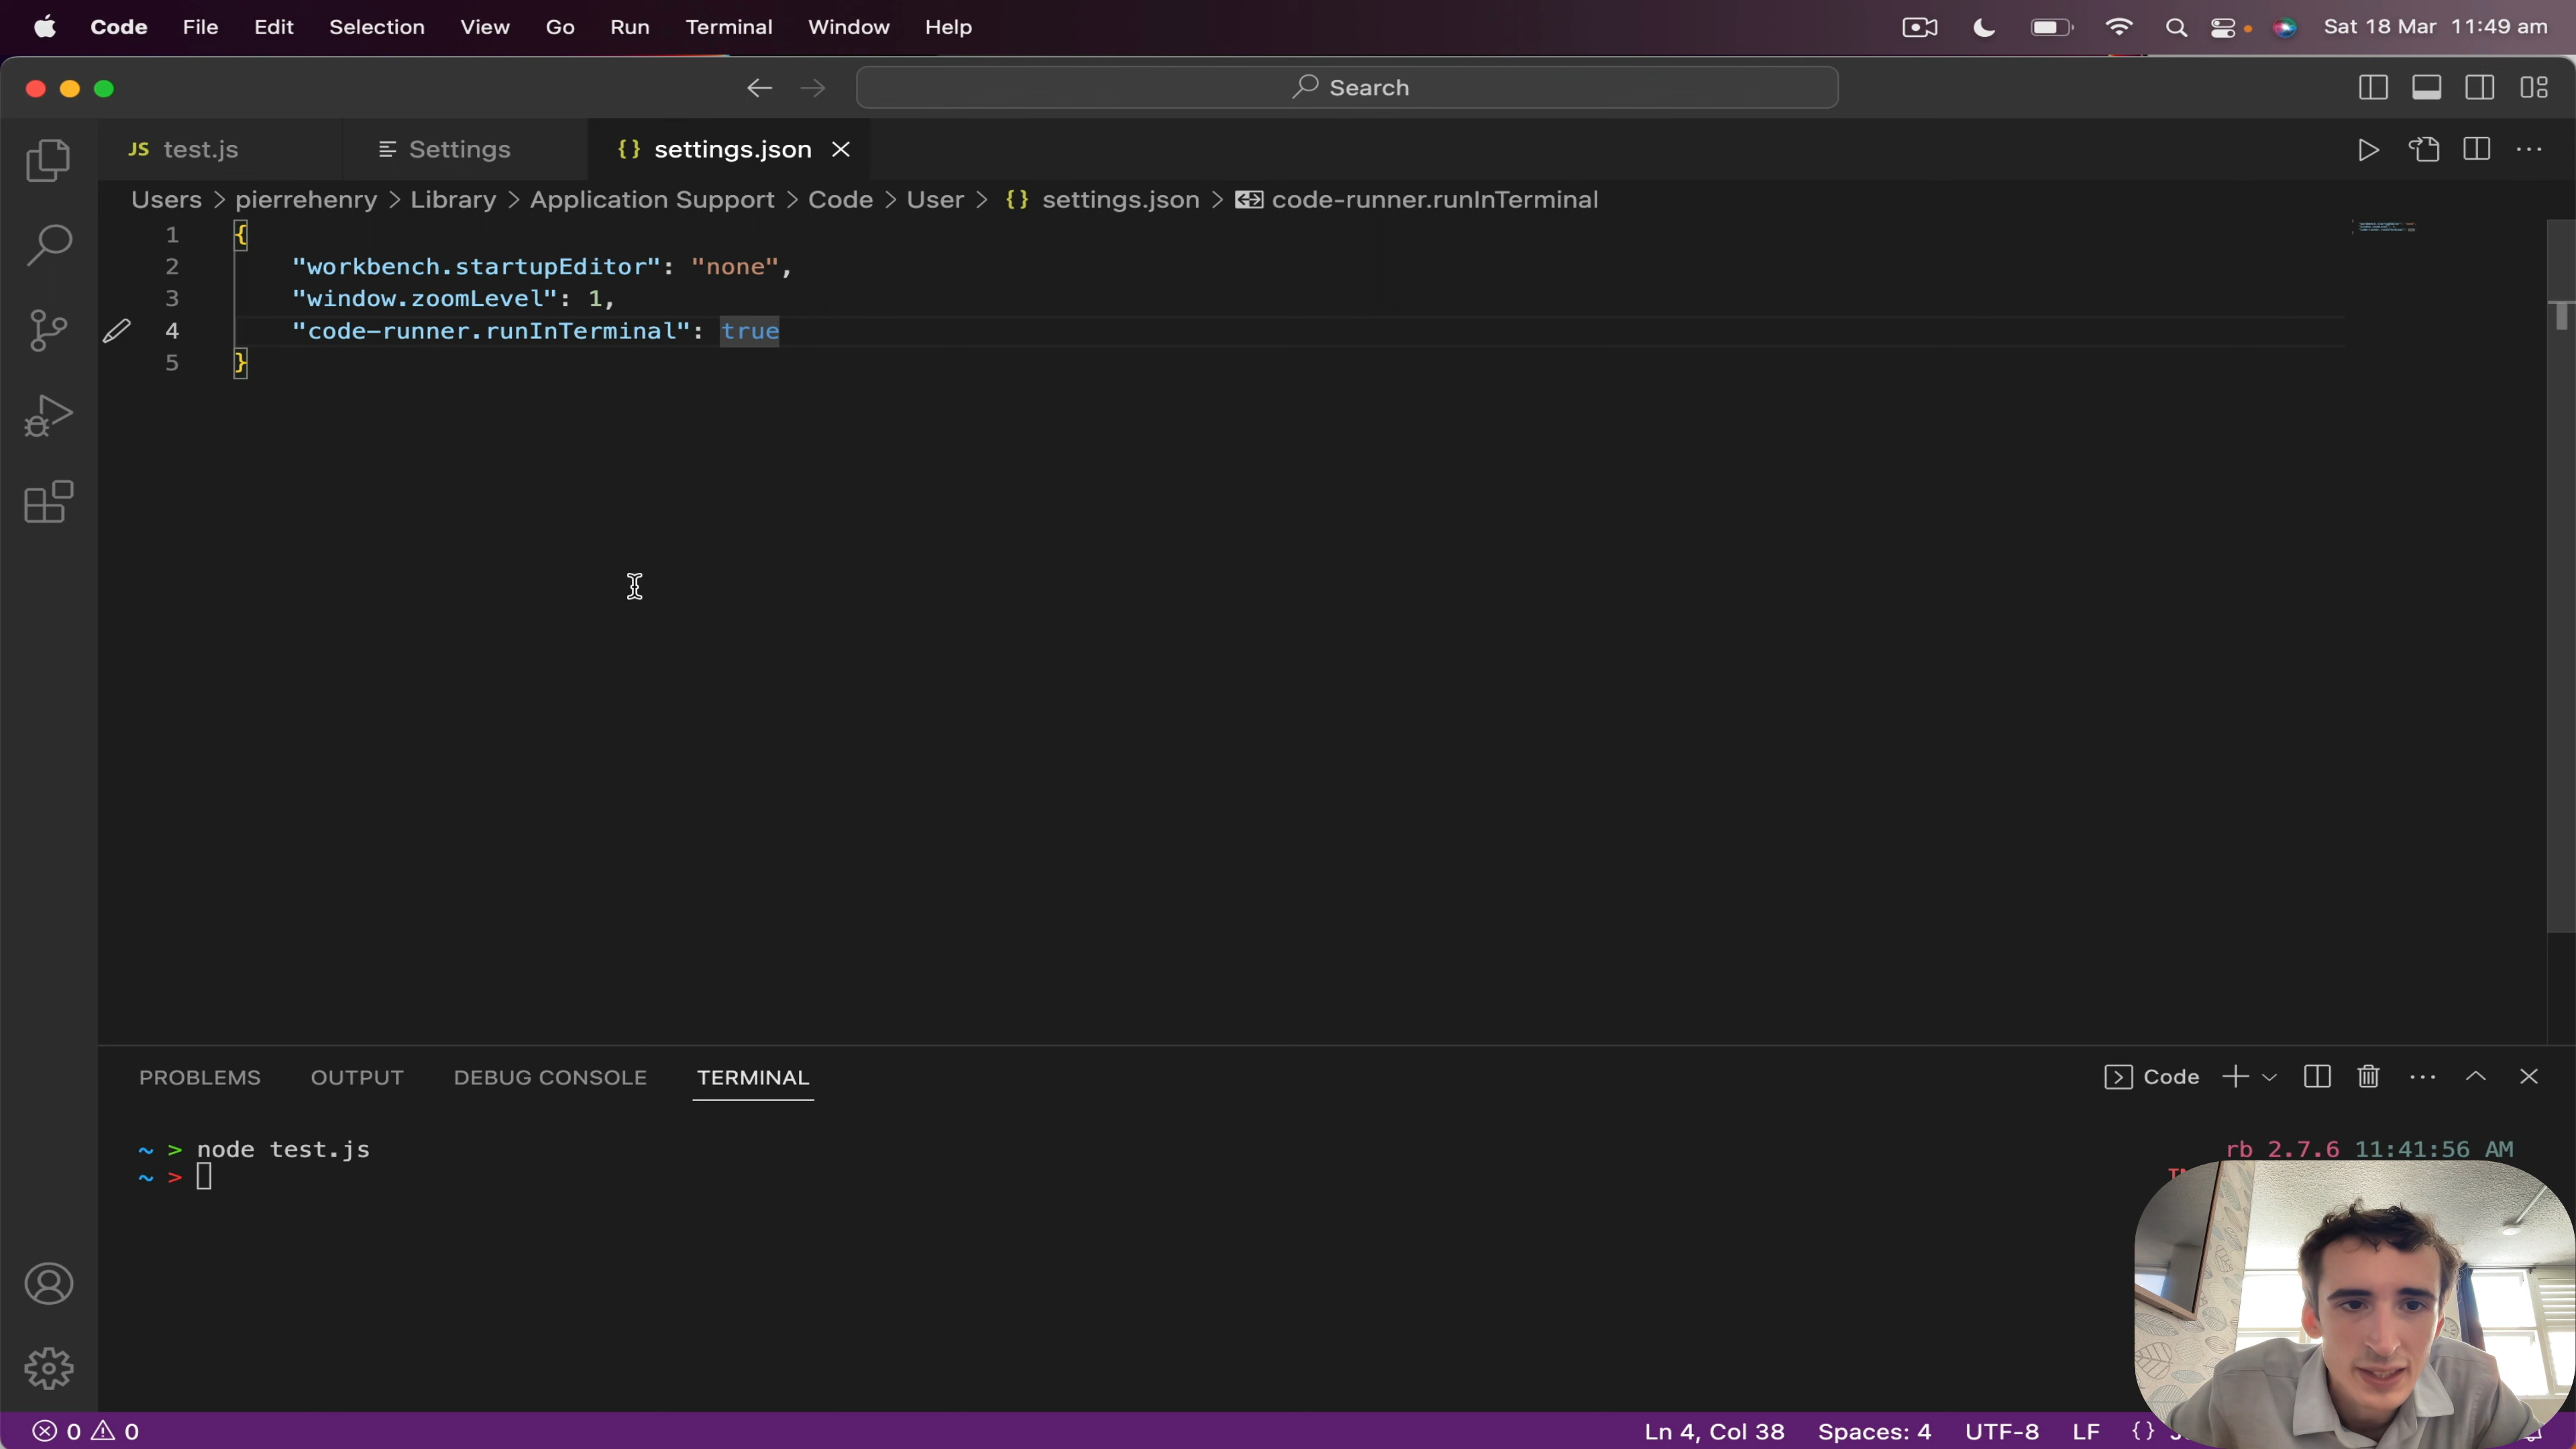 Code File Edit Selection View Go Run Terminal Window Help Sat 18 Mar 11:49 am
Search
JS test.js Settings {} settings.json
Users > pierrehenry > Library > Application Support > Code > User > {} settings.json > code-runner.runInTerminal
1 {
2 "workbench.startupEditor": "none",
3 "window.zoomLevel": 1,
4 "code-runner.runInTerminal": true
5 }
PROBLEMS OUTPUT DEBUG CONSOLE TERMINAL Code
~ > node test.js rb 2.7.6 11:41:56 AM
~ >
0 0 Ln 4, Col 38 Spaces: 4 UTF-8 LF {}